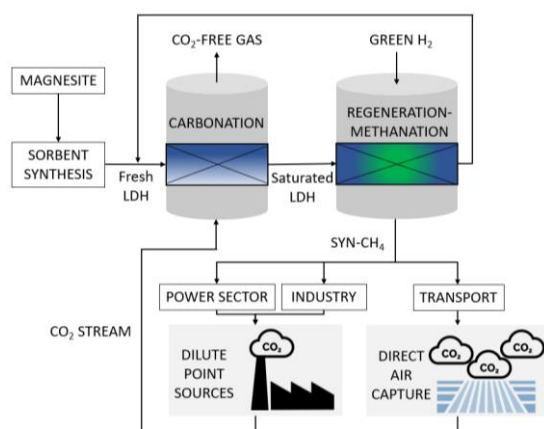 CO₂-FREE GAS
GREEN H₂
MAGNESITE
CARBONATION
REGENERATION-
METHANATION
SORBENT
SYNTHESIS
Fresh
LDH
Saturated
LDH
SYN-CH₄
POWER SECTOR
INDUSTRY
TRANSPORT
CO₂ STREAM
DILUTE
POINT
SOURCES
CO₂
DIRECT
AIR
CAPTURE
CO₂
CO₂
CO₂